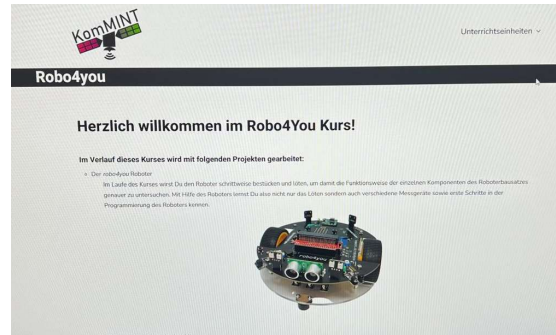 KomMINT
Unterrichtseinheiten
Robo4you
Herzlich willkommen im Robo4You Kurs!
Im Verlauf dieses Kurses wird mit folgenden Projekten gearbeitet:
Der robo4you Roboter
Im Laufe des Kurses wirst Du den Roboter schrittweise bestücken und löten, um damit die Funktionsweise der einzelnen Komponenten des Roboterbausatzes
genauer zu untersuchen. Mit Hilfe des Roboters lernst Du also nicht nur das Löten sondern auch verschiedene Messgeräte sowie erste Schritte in der
Programmierung des Roboters kennen.
robo4you